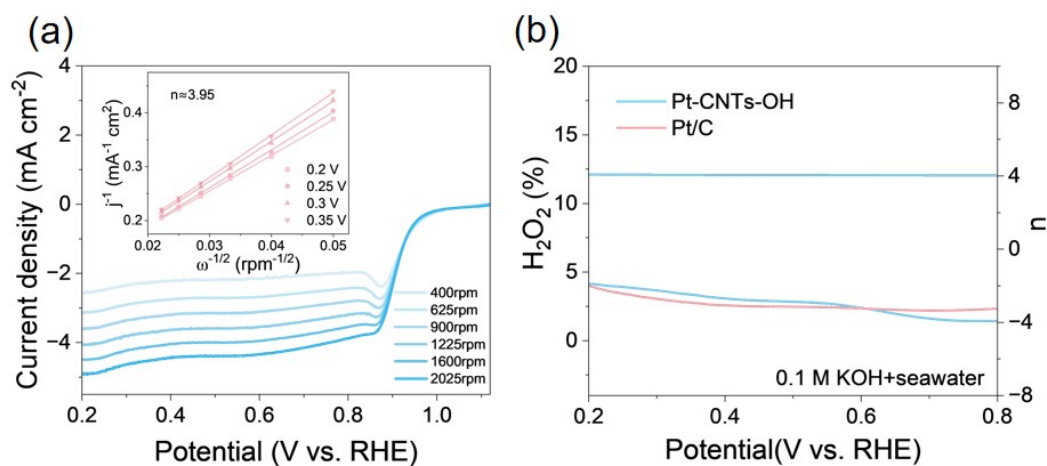 (a)
Current density (mA cm⁻²)
4
2
0
−2
−4
0.2
0.4
0.6
0.8
1.0
Potential (V vs. RHE)
n≈3.95
j⁻¹ (mA⁻¹ cm²)
0.4
0.3
0.2
0.02
0.03
0.04
0.05
ω⁻¹/² (rpm⁻¹/²)
0.2 V
0.25 V
0.3 V
0.35 V
400rpm
625rpm
900rpm
1225rpm
1600rpm
2025rpm
(b)
H₂O₂ (%)
20
15
10
5
0
Pt-CNTs-OH
Pt/C
8
4
0
−4
−8
n
0.1 M KOH+seawater
0.2
0.4
0.6
0.8
Potential(V vs. RHE)